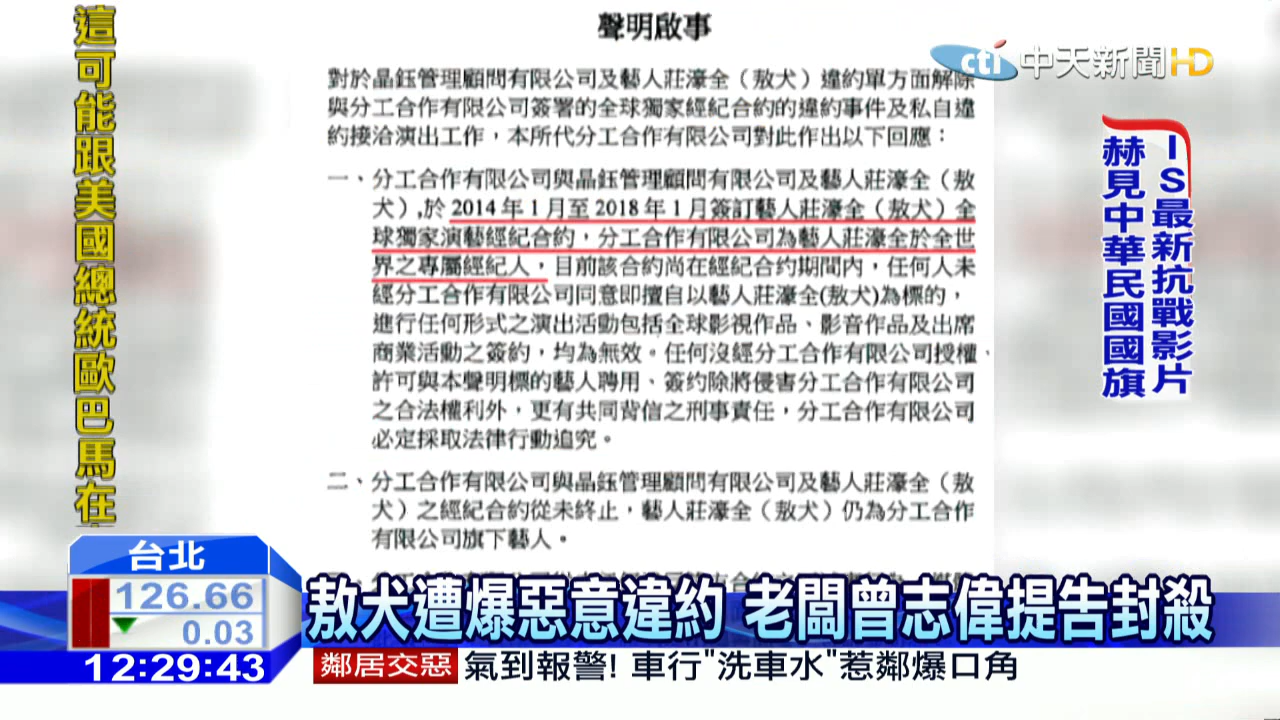 聲明啟事
對於晶鈺管理顧問有限公司及藝人莊濠全（敖犬）違約單方面解除
與分工合作有限公司簽署的全球獨家經紀合約的違約事件及私自違
約接洽演出工作，本所代分工合作有限公司對此作出以下回應：
一、分工合作有限公司與晶鈺管理顧問有限公司及藝人莊濠全（敖
犬）,於 2014 年 1 月至 2018 年 1 月簽訂藝人莊濠全（敖犬）全
球獨家演藝經紀合約，分工合作有限公司為藝人莊濠全於全世
界之專屬經紀人，目前該合約尚在經紀合約期間內，任何人未
經分工合作有限公司同意即擅自以藝人莊濠全(敖犬)為標的，
進行任何形式之演出活動包括全球影視作品、影音作品及出席
商業活動之簽約，均為無效。任何沒經分工合作有限公司授權、
許可與本聲明標的藝人聘用、簽約除將侵害分工合作有限公司
之合法權利外，更有共同背信之刑事責任，分工合作有限公司
必定採取法律行動追究。
二、分工合作有限公司與晶鈺管理顧問有限公司及藝人莊濠全（敖
犬）之經紀合約從未終止，藝人莊濠全（敖犬）仍為分工合作
有限公司旗下藝人。
這可能跟美國總統歐巴馬在
cti 中天新聞HD
IS最新抗戰影片
赫見中華民國國旗
台北
126.66
0.03
12:29:43
敖犬遭爆惡意違約 老闆曾志偉提告封殺
鄰居交惡 氣到報警! 車行"洗車水"惹鄰爆口角